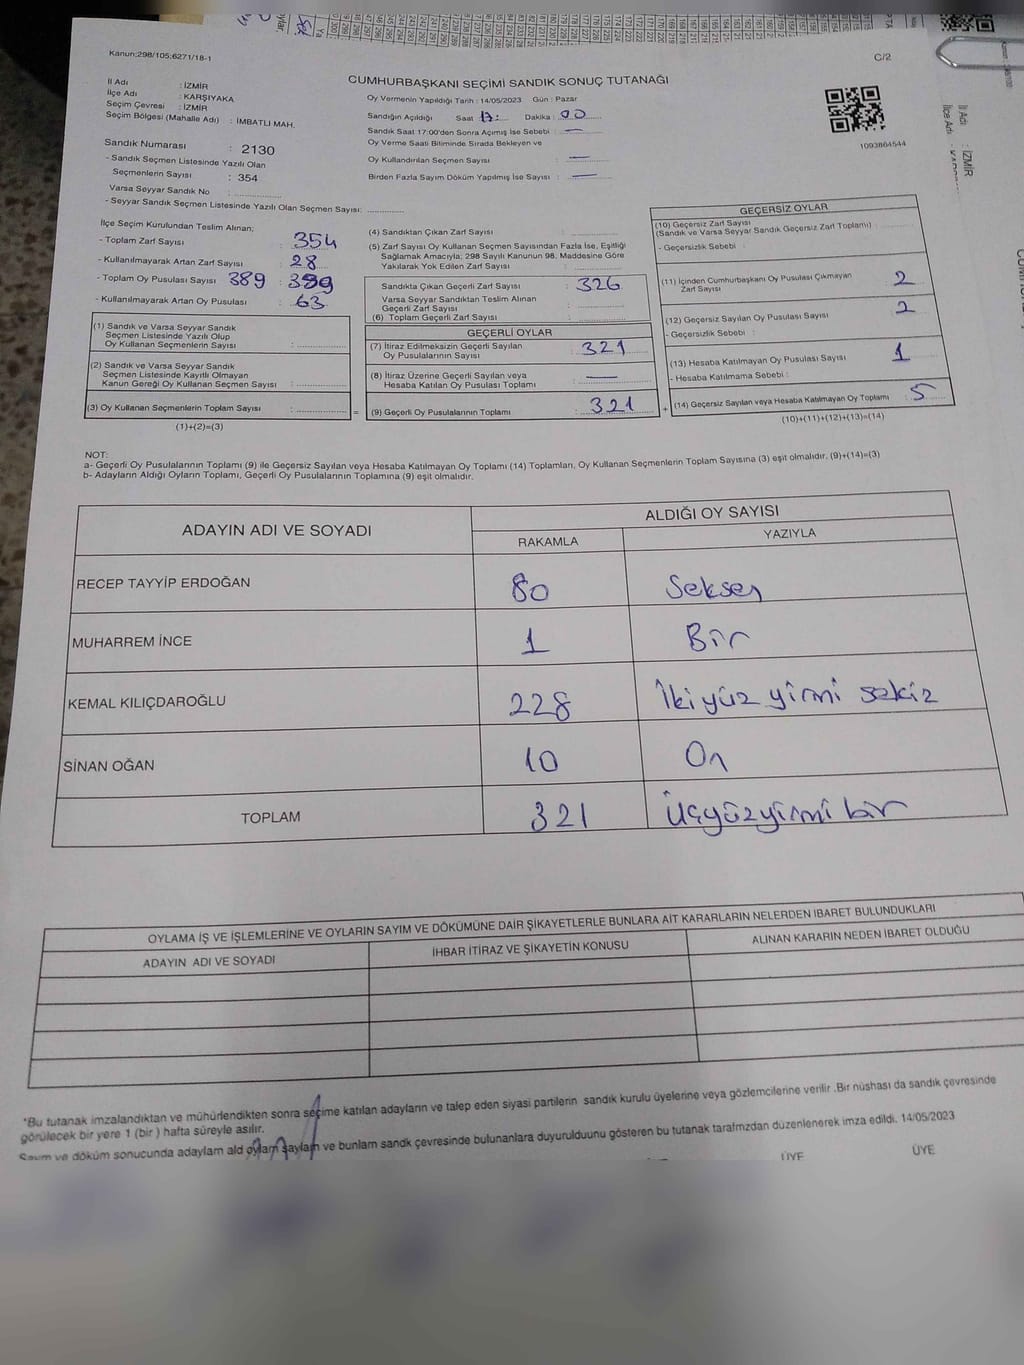 Kanun:298/105;6271/18-1
C/2
CUMHURBAŞKANI SEÇİMİ SANDIK SONUÇ TUTANAĞI
İl Adı : İZMİR
İlçe Adı : KARŞIYAKA
Seçim Çevresi : İZMİR
Seçim Bölgesi (Mahalle Adı) : İMBATLI MAH.
Oy Vermenin Yapıldığı Tarih : 14/05/2023 Gün : Pazar
Sandığın Açıldığı Saat 17: Dakika : 00
Sandık Saat 17:00'den Sonra Açımış İse Sebebi : —
Oy Verme Saati Bitiminde Sırada Bekleyen ve
Oy Kullandırılan Seçmen Sayısı : —
Birden Fazla Sayım Döküm Yapılmış İse Sayısı : —
1093864544
Sandık Numarası : 2130
- Sandık Seçmen Listesinde Yazılı Olan
Seçmenlerin Sayısı : 354
Varsa Seyyar Sandık No :
- Seyyar Sandık Seçmen Listesinde Yazılı Olan Seçmen Sayısı:
İlçe Seçim Kurulundan Teslim Alınan;
- Toplam Zarf Sayısı : 354
- Kullanılmayarak Artan Zarf Sayısı : 28
- Toplam Oy Pusulası Sayısı 389 : 389
- Kullanılmayarak Artan Oy Pusulası : 63
(1) Sandık ve Varsa Seyyar Sandık
Seçmen Listesinde Yazılı Olup
Oy Kullanan Seçmenlerin Sayısı :
(2) Sandık ve Varsa Seyyar Sandık
Seçmen Listesinde Kayıtlı Olmayan
Kanun Gereği Oy Kullanan Seçmen Sayısı :
(3) Oy Kullanan Seçmenlerin Toplam Sayısı : =
(1)+(2)=(3)
(4) Sandıktan Çıkan Zarf Sayısı :
(5) Zarf Sayısı Oy Kullanan Seçmen Sayısından Fazla İse, Eşitliği
Sağlamak Amacıyla; 298 Sayılı Kanunun 98. Maddesine Göre
Yakılarak Yok Edilen Zarf Sayısı :
Sandıkta Çıkan Geçerli Zarf Sayısı : 326
Varsa Seyyar Sandıktan Teslim Alınan
Geçerli Zarf Sayısı :
(6) Toplam Geçerli Zarf Sayısı :
GEÇERLİ OYLAR
(7) İtiraz Edilmeksizin Geçerli Sayılan
Oy Pusulalarının Sayısı : 321
(8) İtiraz Üzerine Geçerli Sayılan veya
Hesaba Katılan Oy Pusulası Toplamı : —
(9) Geçerli Oy Pusulalarının Toplamı : 321 +
GEÇERSİZ OYLAR
(10) Geçersiz Zarf Sayısı
(Sandık ve Varsa Seyyar Sandık Geçersiz Zarf Toplamı) :
- Geçersizlik Sebebi :
(11) İçinden Cumhurbaşkanı Oy Pusulası Çıkmayan
Zarf Sayısı : 2
(12) Geçersiz Sayılan Oy Pusulası Sayısı : 2
- Geçersizlik Sebebi :
(13) Hesaba Katılmayan Oy Pusulası Sayısı : 1
- Hesaba Katılmama Sebebi :
(14) Geçersiz Sayılan veya Hesaba Katılmayan Oy Toplamı : 5
(10)+(11)+(12)+(13)=(14)
NOT:
a- Geçerli Oy Pusulalarının Toplamı (9) ile Geçersiz Sayılan veya Hesaba Katılmayan Oy Toplamı (14) Toplamları, Oy Kullanan Seçmenlerin Toplam Sayısına (3) eşit olmalıdır. (9)+(14)=(3)
b- Adayların Aldığı Oyların Toplamı, Geçerli Oy Pusulalarının Toplamına (9) eşit olmalıdır.
ADAYIN ADI VE SOYADI
ALDIĞI OY SAYISI
RAKAMLA YAZIYLA
RECEP TAYYİP ERDOĞAN 80 Seksen
MUHARREM İNCE 1 Bir
KEMAL KILIÇDAROĞLU 228 İkiyüz yirmi sekiz
SİNAN OĞAN 10 On
TOPLAM 321 Üçyüzyirmi bir
OYLAMA İŞ VE İŞLEMLERİNE VE OYLARIN SAYIM VE DÖKÜMÜNE DAİR ŞİKAYETLERLE BUNLARA AİT KARARLARIN NELERDEN İBARET BULUNDUKLARI
ADAYIN ADI VE SOYADI İHBAR İTİRAZ VE ŞİKAYETİN KONUSU ALINAN KARARIN NEDEN İBARET OLDUĞU
*Bu tutanak imzalandıktan ve mühürlendikten sonra seçime katılan adayların ve talep eden siyasi partilerin sandık kurulu üyelerine veya gözlemcilerine verilir .Bir nüshası da sandık çevresinde
görülecek bir yere 1 (bir ) hafta süreyle asılır.
Sayım ve döküm sonucunda adayların ald oyların sayıların ve bunların sandk çevresinde bulunanlara duyurulduunu gösteren bu tutanak tarafmzdan düzenlenerek imza edildi. 14/05/2023
ÜYE ÜYE
İl Adı : İZMİR
İlçe Adı